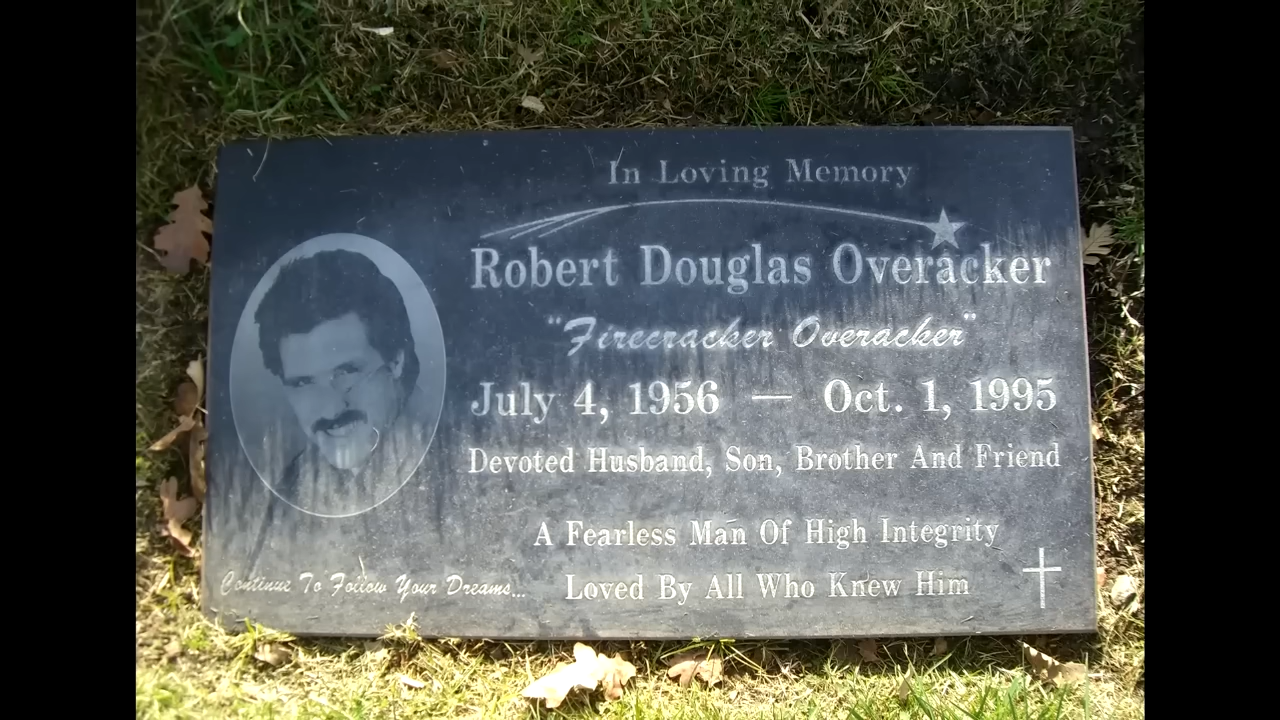 In Loving Memory
Robert Douglas Overacker
"Firecracker Overacker"
July 4, 1956 — Oct. 1, 1995
Devoted Husband, Son, Brother And Friend
A Fearless Man Of High Integrity
Loved By All Who Knew Him
Continue To Follow Your Dreams...